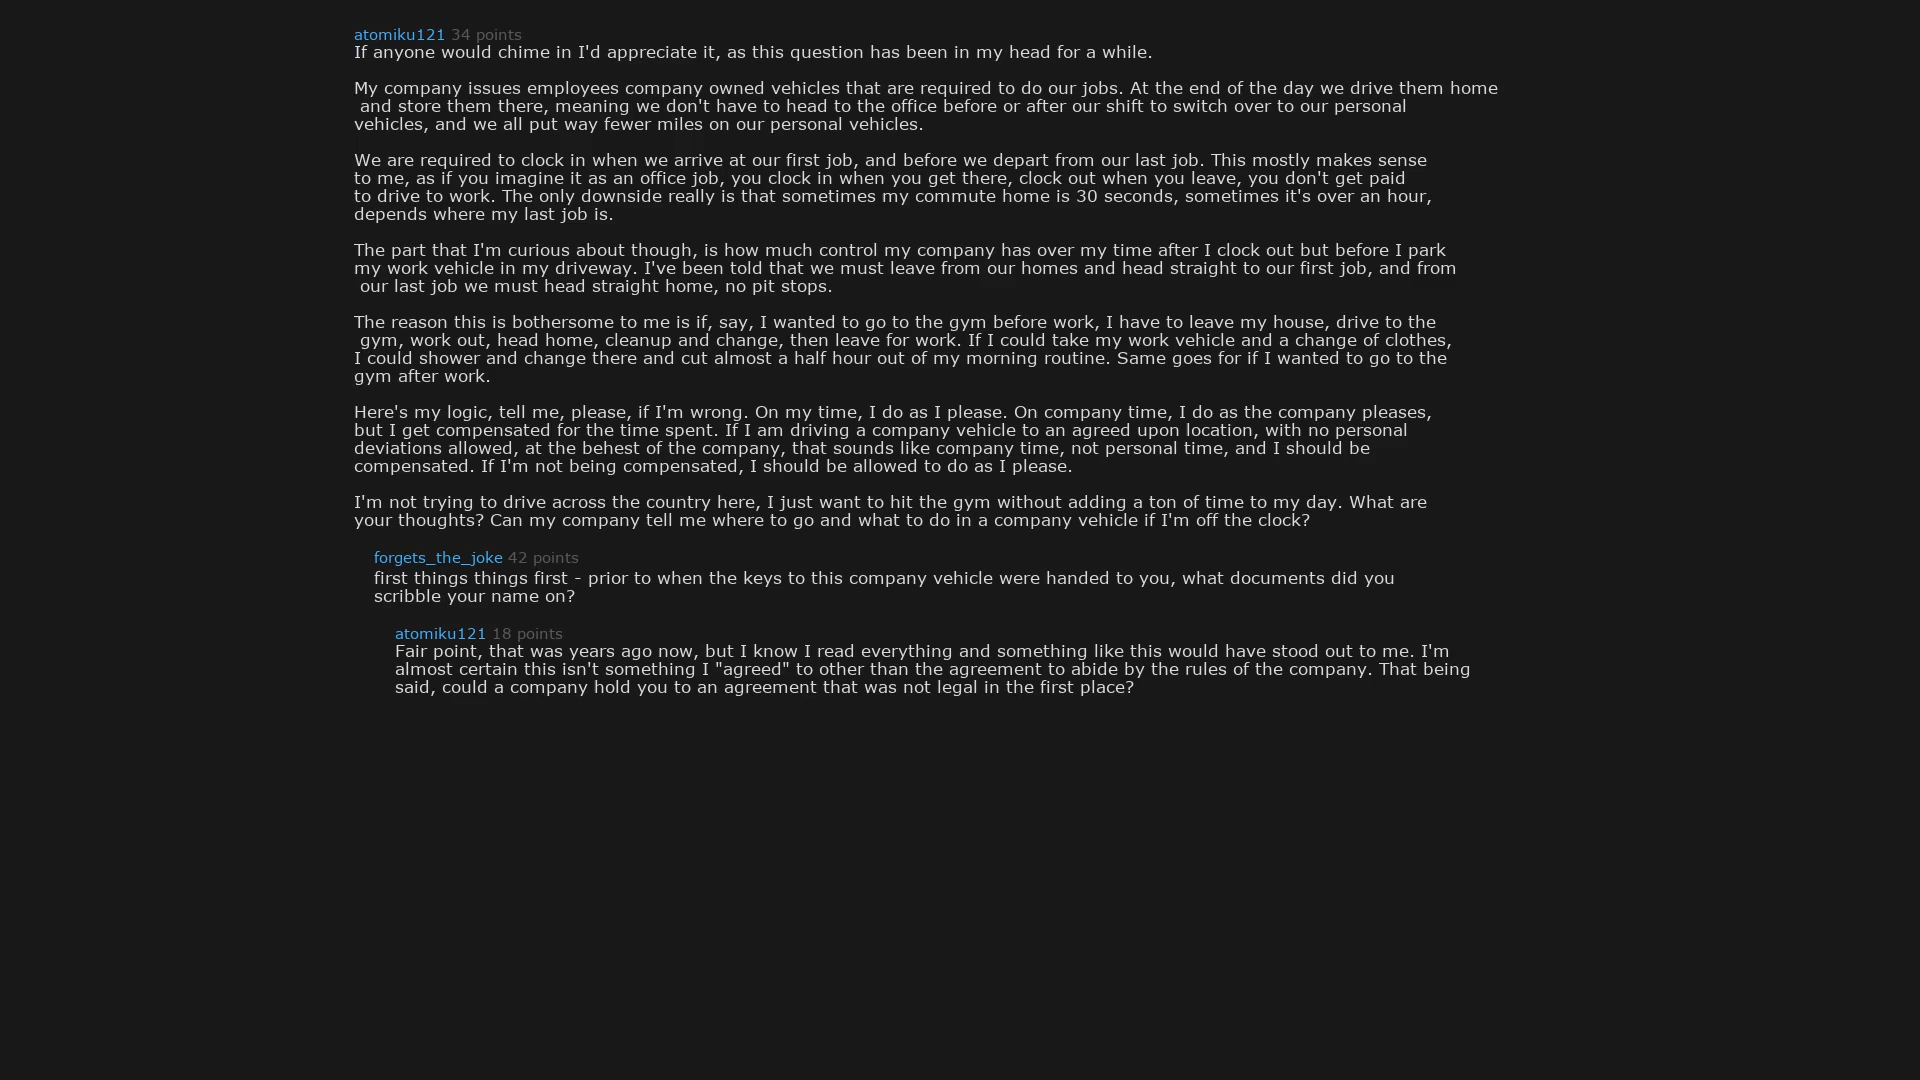 atomiku121 34 points
If anyone would chime in I'd appreciate it, as this question has been in my head for a while.
My company issues employees company owned vehicles that are required to do our jobs. At the end of the day we drive them home
and store them there, meaning we don't have to head to the office before or after our shift to switch over to our personal
vehicles, and we all put way fewer miles on our personal vehicles.
We are required to clock in when we arrive at our first job, and before we depart from our last job. This mostly makes sense
to me, as if you imagine it as an office job, you clock in when you get there, clock out when you leave, you don't get paid
to drive to work. The only downside really is that sometimes my commute home is 30 seconds, sometimes it's over an hour,
depends where my last job is.
The part that I'm curious about though, is how much control my company has over my time after I clock out but before I park
my work vehicle in my driveway. I've been told that we must leave from our homes and head straight to our first job, and from
our last job we must head straight home, no pit stops.
The reason this is bothersome to me is if, say, I wanted to go to the gym before work, I have to leave my house, drive to the
gym, work out, head home, cleanup and change, then leave for work. If I could take my work vehicle and a change of clothes,
I could shower and change there and cut almost a half hour out of my morning routine. Same goes for if I wanted to go to the
gym after work.
Here's my logic, tell me, please, if I'm wrong. On my time, I do as I please. On company time, I do as the company pleases,
but I get compensated for the time spent. If I am driving a company vehicle to an agreed upon location, with no personal
deviations allowed, at the behest of the company, that sounds like company time, not personal time, and I should be
compensated. If I'm not being compensated, I should be allowed to do as I please.
I'm not trying to drive across the country here, I just want to hit the gym without adding a ton of time to my day. What are
your thoughts? Can my company tell me where to go and what to do in a company vehicle if I'm off the clock?
forgets_the_joke 42 points
first things things first - prior to when the keys to this company vehicle were handed to you, what documents did you
scribble your name on?
atomiku121 18 points
Fair point, that was years ago now, but I know I read everything and something like this would have stood out to me. I'm
almost certain this isn't something I "agreed" to other than the agreement to abide by the rules of the company. That being
said, could a company hold you to an agreement that was not legal in the first place?